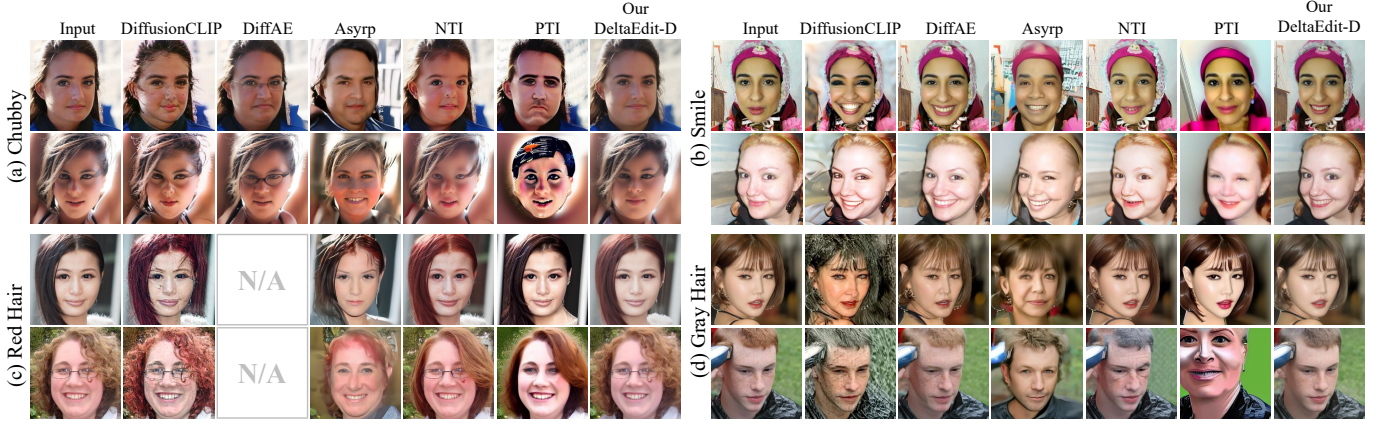 Input DiffusionCLIP DiffAE Asyrp NTI PTI Our DeltaEdit-D
(a) Chubby
(c) Red Hair
N/A
N/A
Input DiffusionCLIP DiffAE Asyrp NTI PTI Our DeltaEdit-D
(b) Smile
(d) Gray Hair